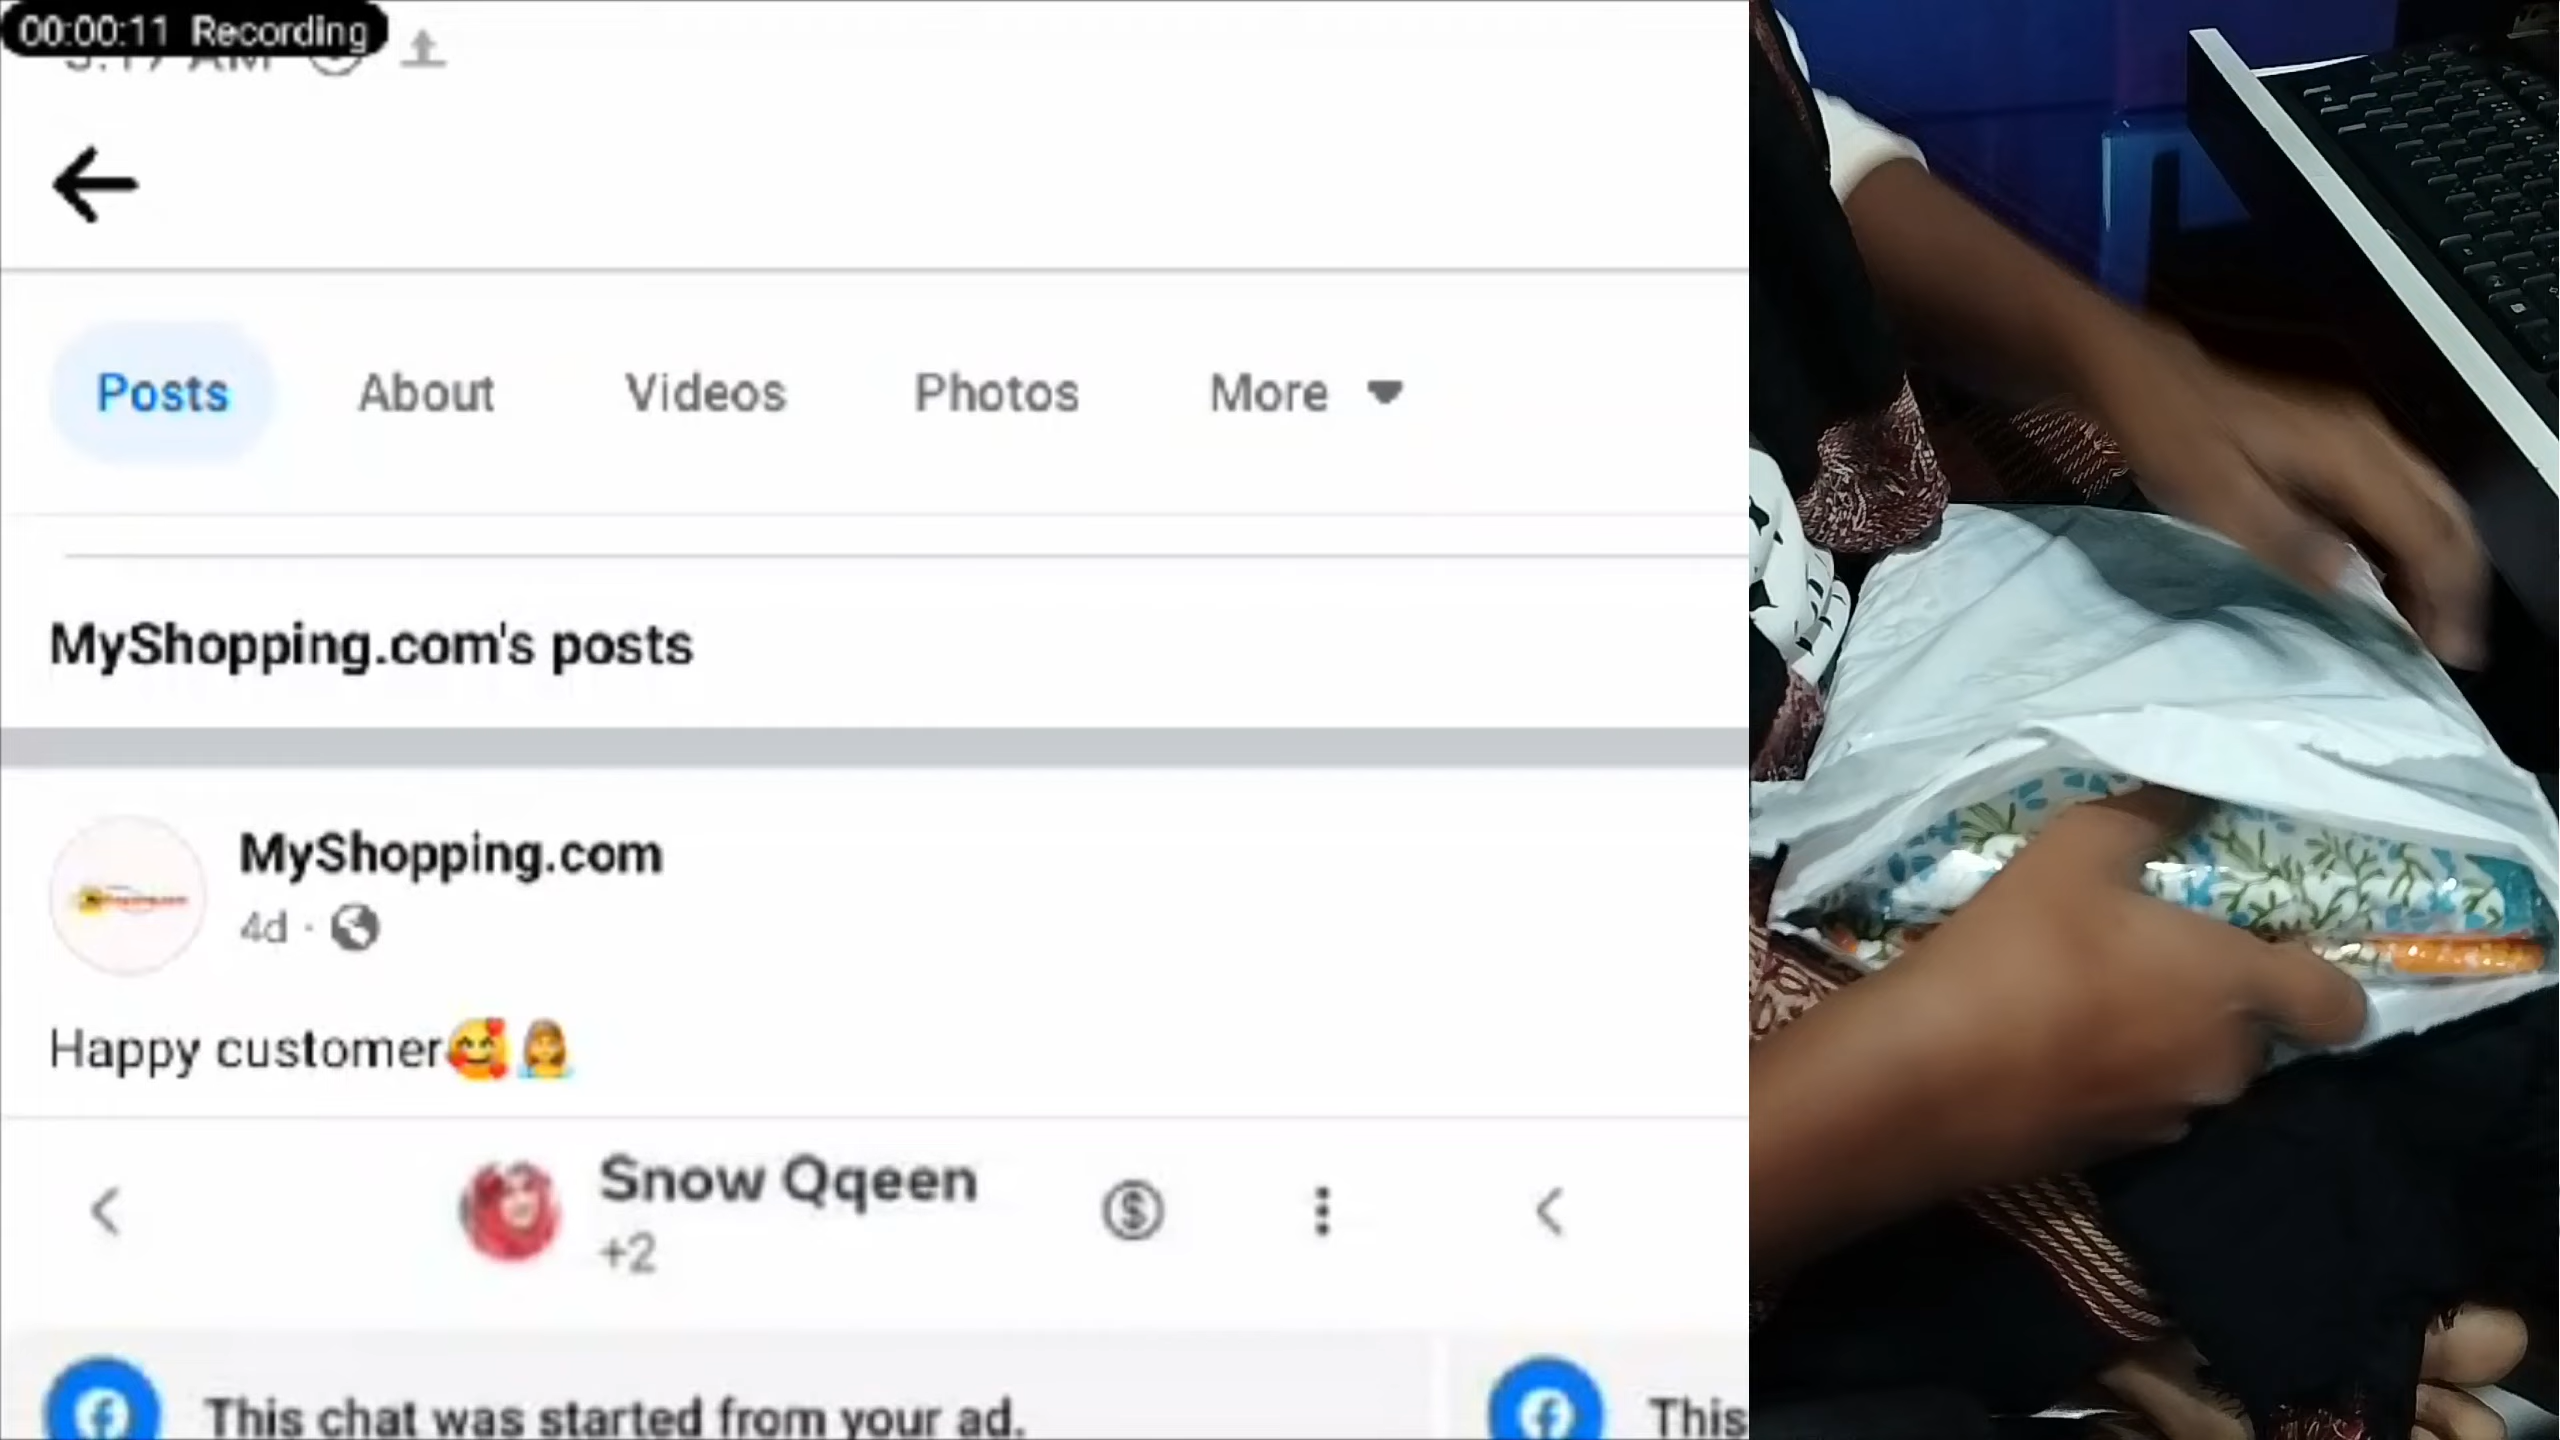 00:00:11 Recording
Posts About Videos Photos More
MyShopping.com's posts
MyShopping.com
4d ·
Happy customer🥰🧖‍♀️
Snow Qqeen
+2
This chat was started from your ad.
This